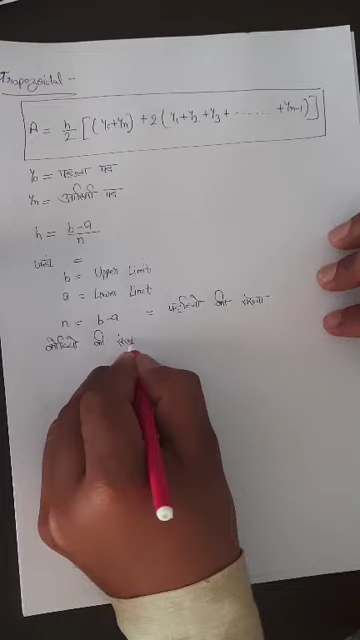 Trapezoidal -
A = h/2 [(y₀+yₙ) + 2(y₁+y₂+y₃+ ....... +yₙ₋₁)]
y₀ = पहला पद
yₙ = आखिरी पद
h = b-a/n
जहां =
b = Upper Limit
a = Lower Limit
n = b-a = पट्टियो की संख्या
कोटियो की संख्